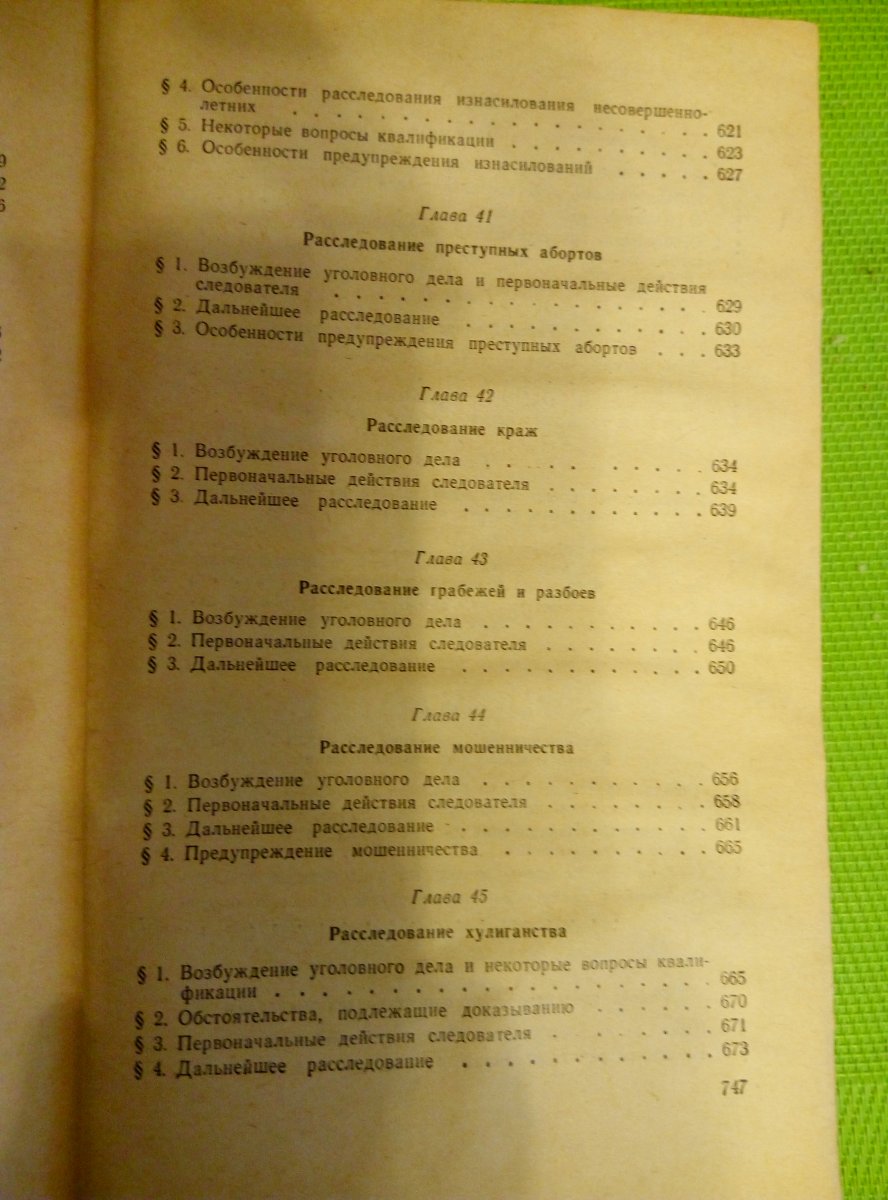 § 4. Особенности расследования изнасилования несовершенно-
летних . . . . . . . . . . . . . . . . . . 621
§ 5. Некоторые вопросы квалификации . . . . . . . . . 623
§ 6. Особенности предупреждения изнасилований . . . . . 627
Глава 41
Расследование преступных абортов
§ 1. Возбуждение уголовного дела и первоначальные действия
следователя . . . . . . . . . . . . . . . . . 629
§ 2. Дальнейшее расследование . . . . . . . . . . . 630
§ 3. Особенности предупреждения преступных абортов . . . 633
Глава 42
Расследование краж
§ 1. Возбуждение уголовного дела . . . . . . . . . . 634
§ 2. Первоначальные действия следователя . . . . . . . 634
§ 3. Дальнейшее расследование . . . . . . . . . . . 639
Глава 43
Расследование грабежей и разбоев
§ 1. Возбуждение уголовного дела . . . . . . . . . . 646
§ 2. Первоначальные действия следователя . . . . . . . 646
§ 3. Дальнейшее расследование . . . . . . . . . . . 650
Глава 44
Расследование мошенничества
§ 1. Возбуждение уголовного дела . . . . . . . . . . 656
§ 2. Первоначальные действия следователя . . . . . . . 658
§ 3. Дальнейшее расследование . . . . . . . . . . . 661
§ 4. Предупреждение мошенничества . . . . . . . . . 665
Глава 45
Расследование хулиганства
§ 1. Возбуждение уголовного дела и некоторые вопросы квали-
фикации . . . . . . . . . . . . . . . . . . . 665
§ 2. Обстоятельства, подлежащие доказыванию . . . . . . 670
§ 3. Первоначальные действия следователя . . . . . . . 671
§ 4. Дальнейшее расследование . . . . . . . . . . . 673
747